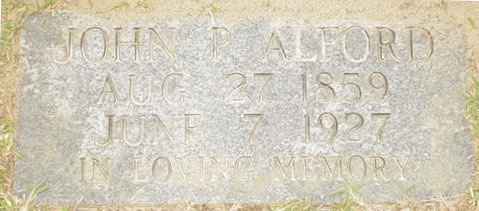 JOHN P. ALFORD
AUG. 27, 1859
JUNE 7, 1927
IN LOVING MEMORY